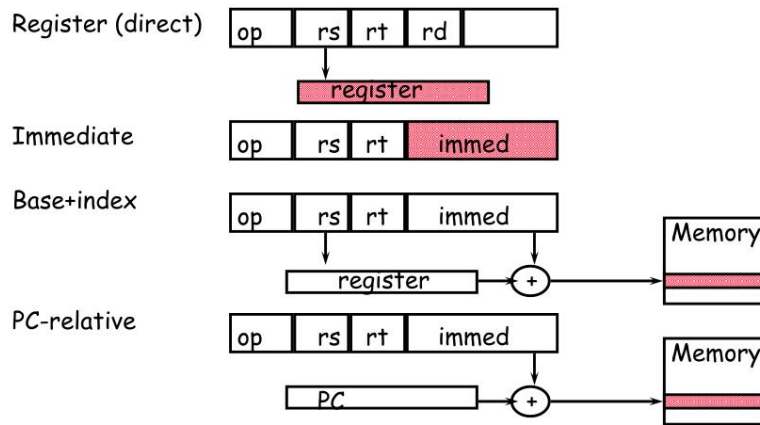 Register (direct) op rs rt rd
register
Immediate op rs rt immed
Base+index
op rs rt immed
Memory
register +
PC-relative
op rs rt immed
Memory
PC +